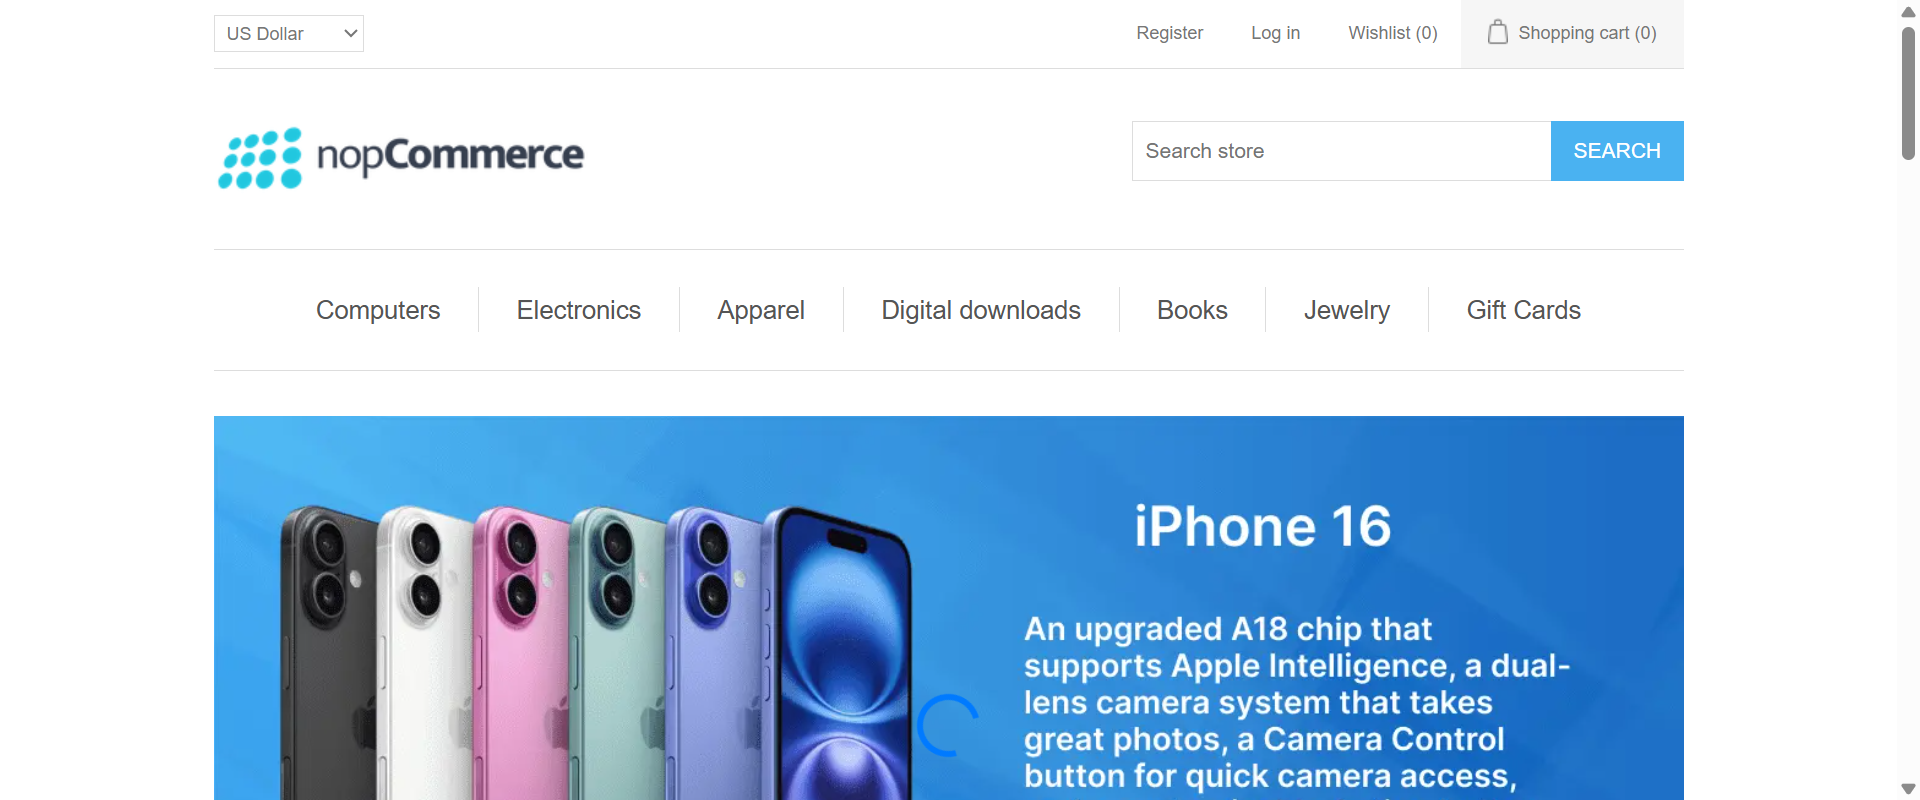 US Dollar
Register
Log in
Wishlist (0)
Shopping cart (0)
nopCommerce
Search store
SEARCH
Computers
Electronics
Apparel
Digital downloads
Books
Jewelry
Gift Cards
iPhone 16
An upgraded A18 chip that
supports Apple Intelligence, a dual-
lens camera system that takes
great photos, a Camera Control
button for quick camera access,